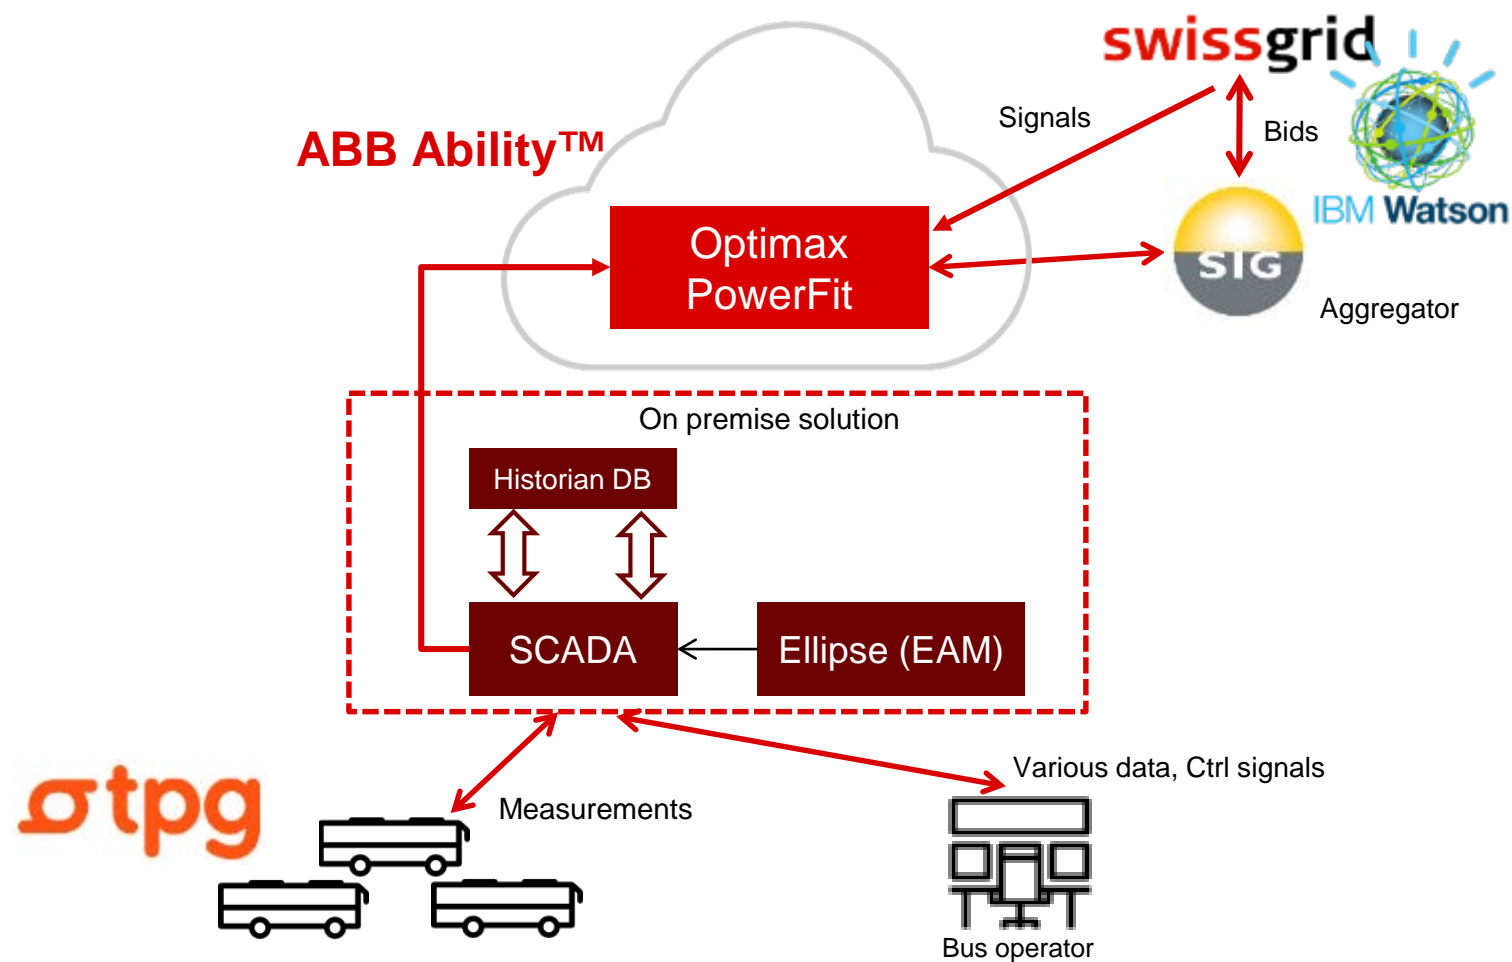 swissgrid
Signals
Bids
ABB Ability™
IBM Watson
Optimax
PowerFit
SIG
Aggregator
On premise solution
Historian DB
SCADA
Ellipse (EAM)
Various data, Ctrl signals
tpg
Measurements
Bus operator